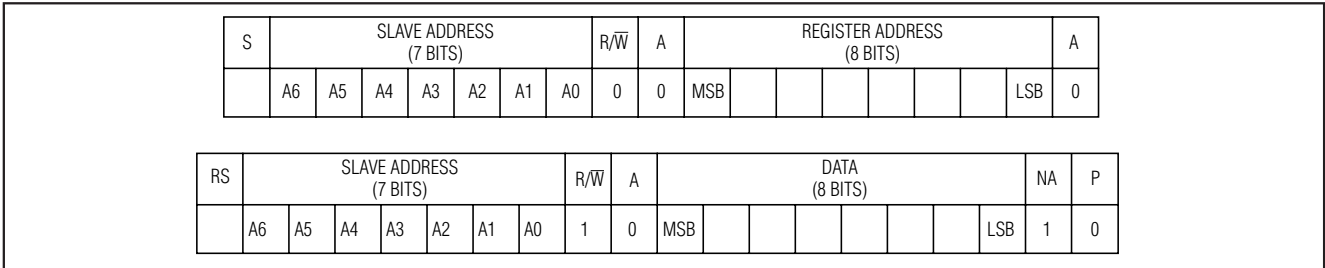 S SLAVE ADDRESS (7 BITS) R/W̅ A REGISTER ADDRESS (8 BITS) A
A6 A5 A4 A3 A2 A1 A0 0 0 MSB LSB 0
RS SLAVE ADDRESS (7 BITS) R/W̅ A DATA (8 BITS) NA P
A6 A5 A4 A3 A2 A1 A0 1 0 MSB LSB 1 0